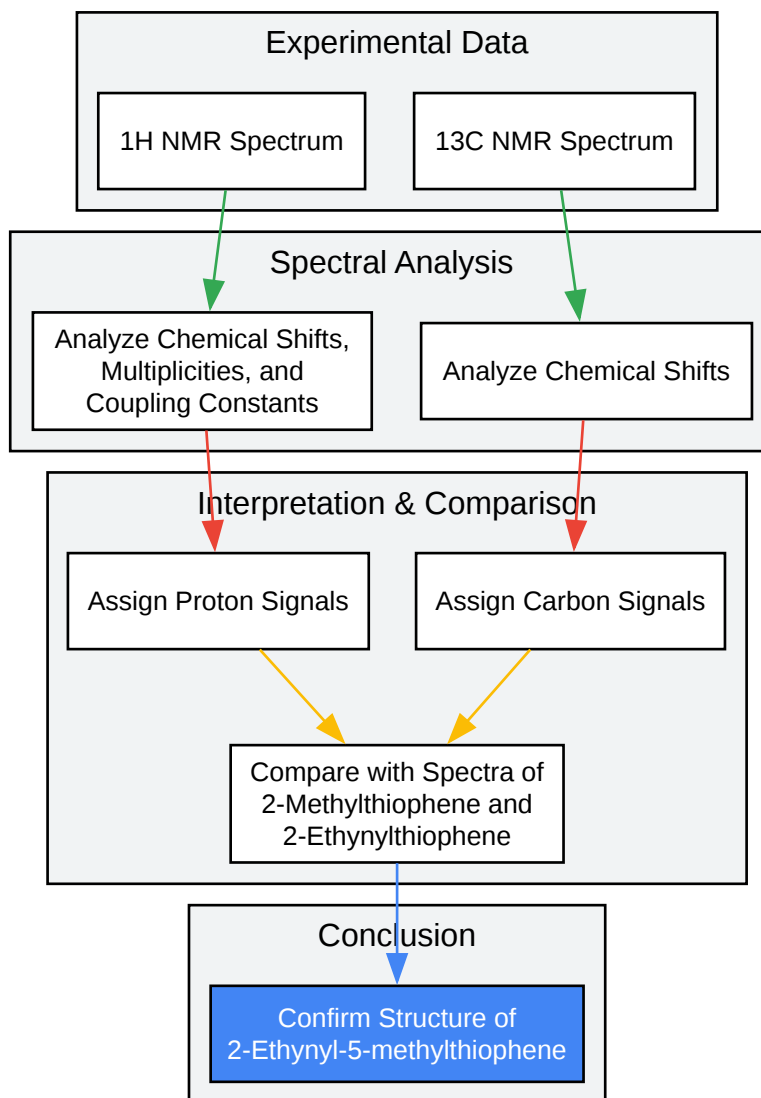 Experimental Data
1H NMR Spectrum
13C NMR Spectrum
Spectral Analysis
Analyze Chemical Shifts,
Multiplicities, and
Coupling Constants
Analyze Chemical Shifts
Interpretation & Comparison
Assign Proton Signals
Assign Carbon Signals
Compare with Spectra of
2-Methylthiophene and
2-Ethynylthiophene
Conclusion
Confirm Structure of
2-Ethynyl-5-methylthiophene